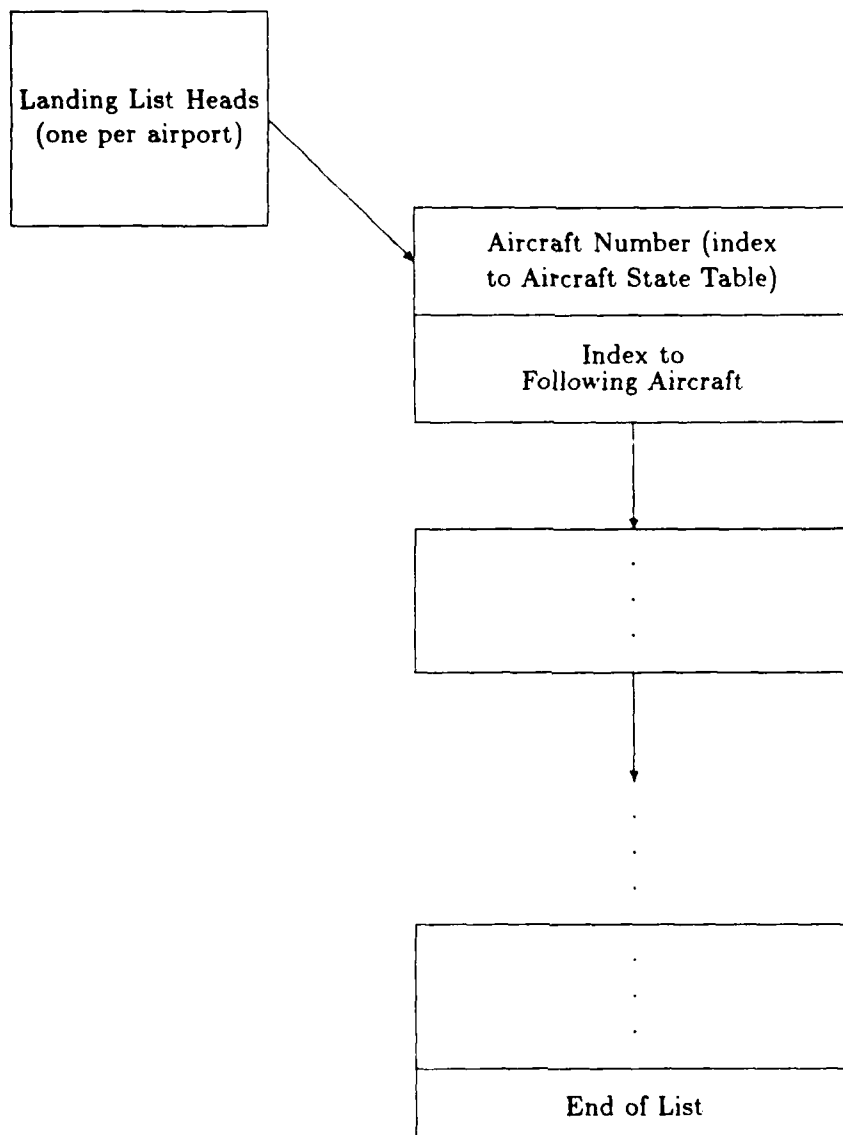 Landing List Heads
(one per airport)
Aircraft Number (index
to Aircraft State Table)
Index to
Following Aircraft
End of List